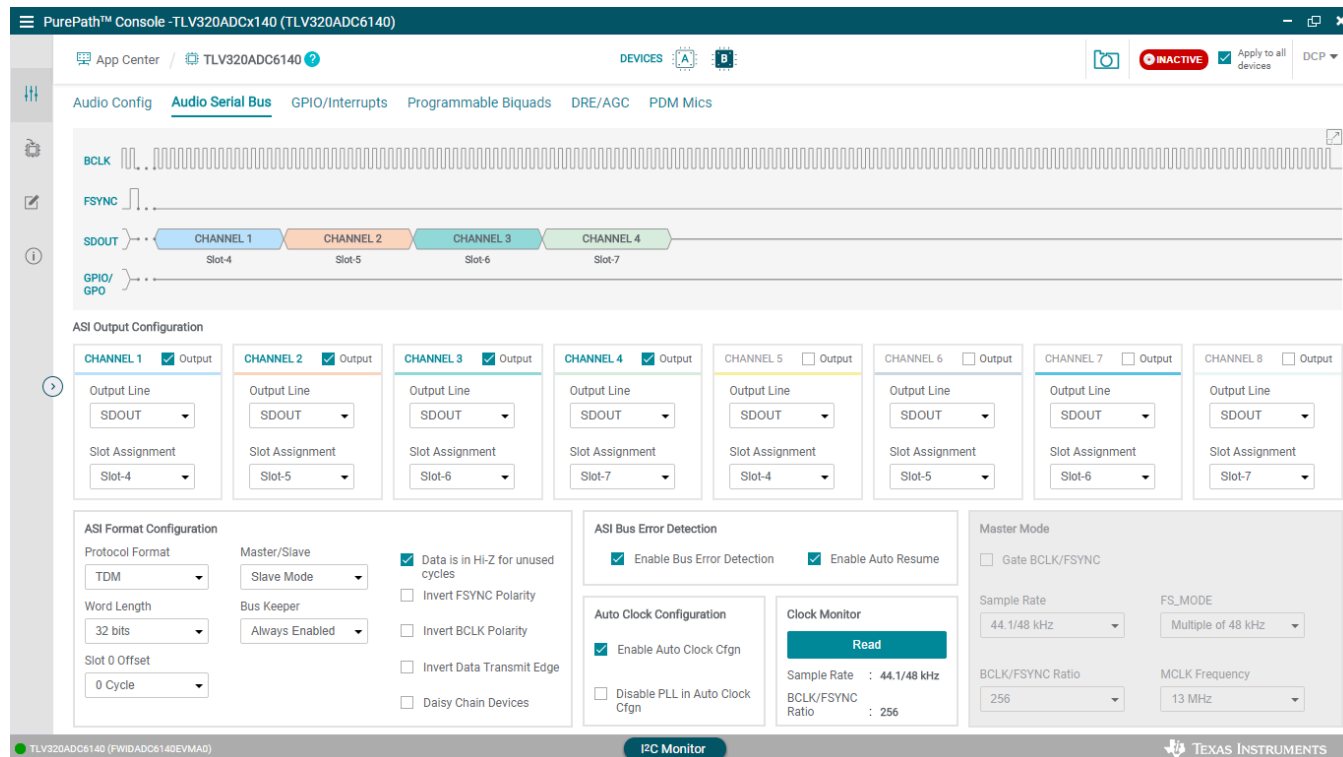 PurePath™ Console -TLV320ADCx140 (TLV320ADC6140)
App Center / TLV320ADC6140 ?
DEVICES A B
INACTIVE
Apply to all
devices
DCP
Audio Config Audio Serial Bus GPIO/Interrupts Programmable Biquads DRE/AGC PDM Mics
BCLK
FSYNC
SDOUT CHANNEL 1 CHANNEL 2 CHANNEL 3 CHANNEL 4
Slot-4 Slot-5 Slot-6 Slot-7
GPIO/
GPO
ASI Output Configuration
CHANNEL 1 Output CHANNEL 2 Output CHANNEL 3 Output CHANNEL 4 Output CHANNEL 5 Output CHANNEL 6 Output CHANNEL 7 Output CHANNEL 8 Output
Output Line Output Line Output Line Output Line Output Line Output Line Output Line Output Line
SDOUT SDOUT SDOUT SDOUT SDOUT SDOUT SDOUT SDOUT
Slot Assignment Slot Assignment Slot Assignment Slot Assignment Slot Assignment Slot Assignment Slot Assignment Slot Assignment
Slot-4 Slot-5 Slot-6 Slot-7 Slot-4 Slot-5 Slot-6 Slot-7
ASI Format Configuration
Protocol Format Master/Slave
TDM Slave Mode
Word Length Bus Keeper
32 bits Always Enabled
Slot 0 Offset
0 Cycle
Data is in Hi-Z for unused
cycles
Invert FSYNC Polarity
Invert BCLK Polarity
Invert Data Transmit Edge
Daisy Chain Devices
ASI Bus Error Detection
Enable Bus Error Detection Enable Auto Resume
Auto Clock Configuration
Enable Auto Clock Cfgn
Disable PLL in Auto Clock
Cfgn
Clock Monitor
Read
Sample Rate : 44.1/48 kHz
BCLK/FSYNC
Ratio : 256
Master Mode
Gate BCLK/FSYNC
Sample Rate FS_MODE
44.1/48 kHz Multiple of 48 kHz
BCLK/FSYNC Ratio MCLK Frequency
256 13 MHz
TLV320ADC6140 (FWIDADC6140EVMA0)
I²C Monitor
TEXAS INSTRUMENTS